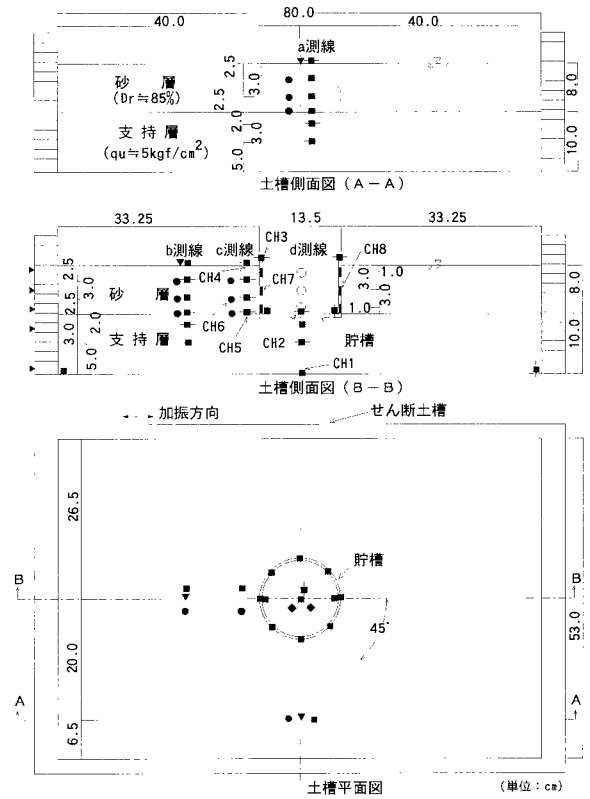 80.0
40.0 40.0
a測線
2.5
3.0
砂 層
(Dr≒85%)
2.5
8.0
支 持 層
2.0
3.0
(qu≒5kgf/cm²)
5.0
10.0
土槽側面図 (A-A)
33.25 13.5 33.25
CH3
b測線 c測線 d測線 CH8
2.5
CH4 CH7
3.0
3.0
1.0
8.0
砂 層
2.5
3.0
1.0
CH6
2.0
3.0
支 持 層
CH5 CH2 貯槽
5.0
10.0
CH1
土槽側面図 (B-B)
加振方向 せん断土槽
26.5
貯槽
B B
45°
53.0
20.0
A A
6.5
土槽平面図 (単位:cm)